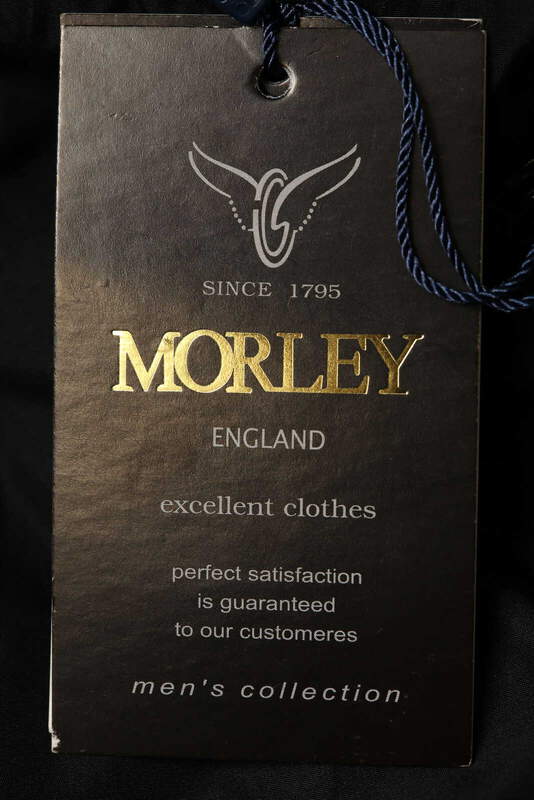 SINCE 1795
MORLEY
ENGLAND
excellent clothes
perfect satisfaction
is guaranteed
to our customeres
men's collection